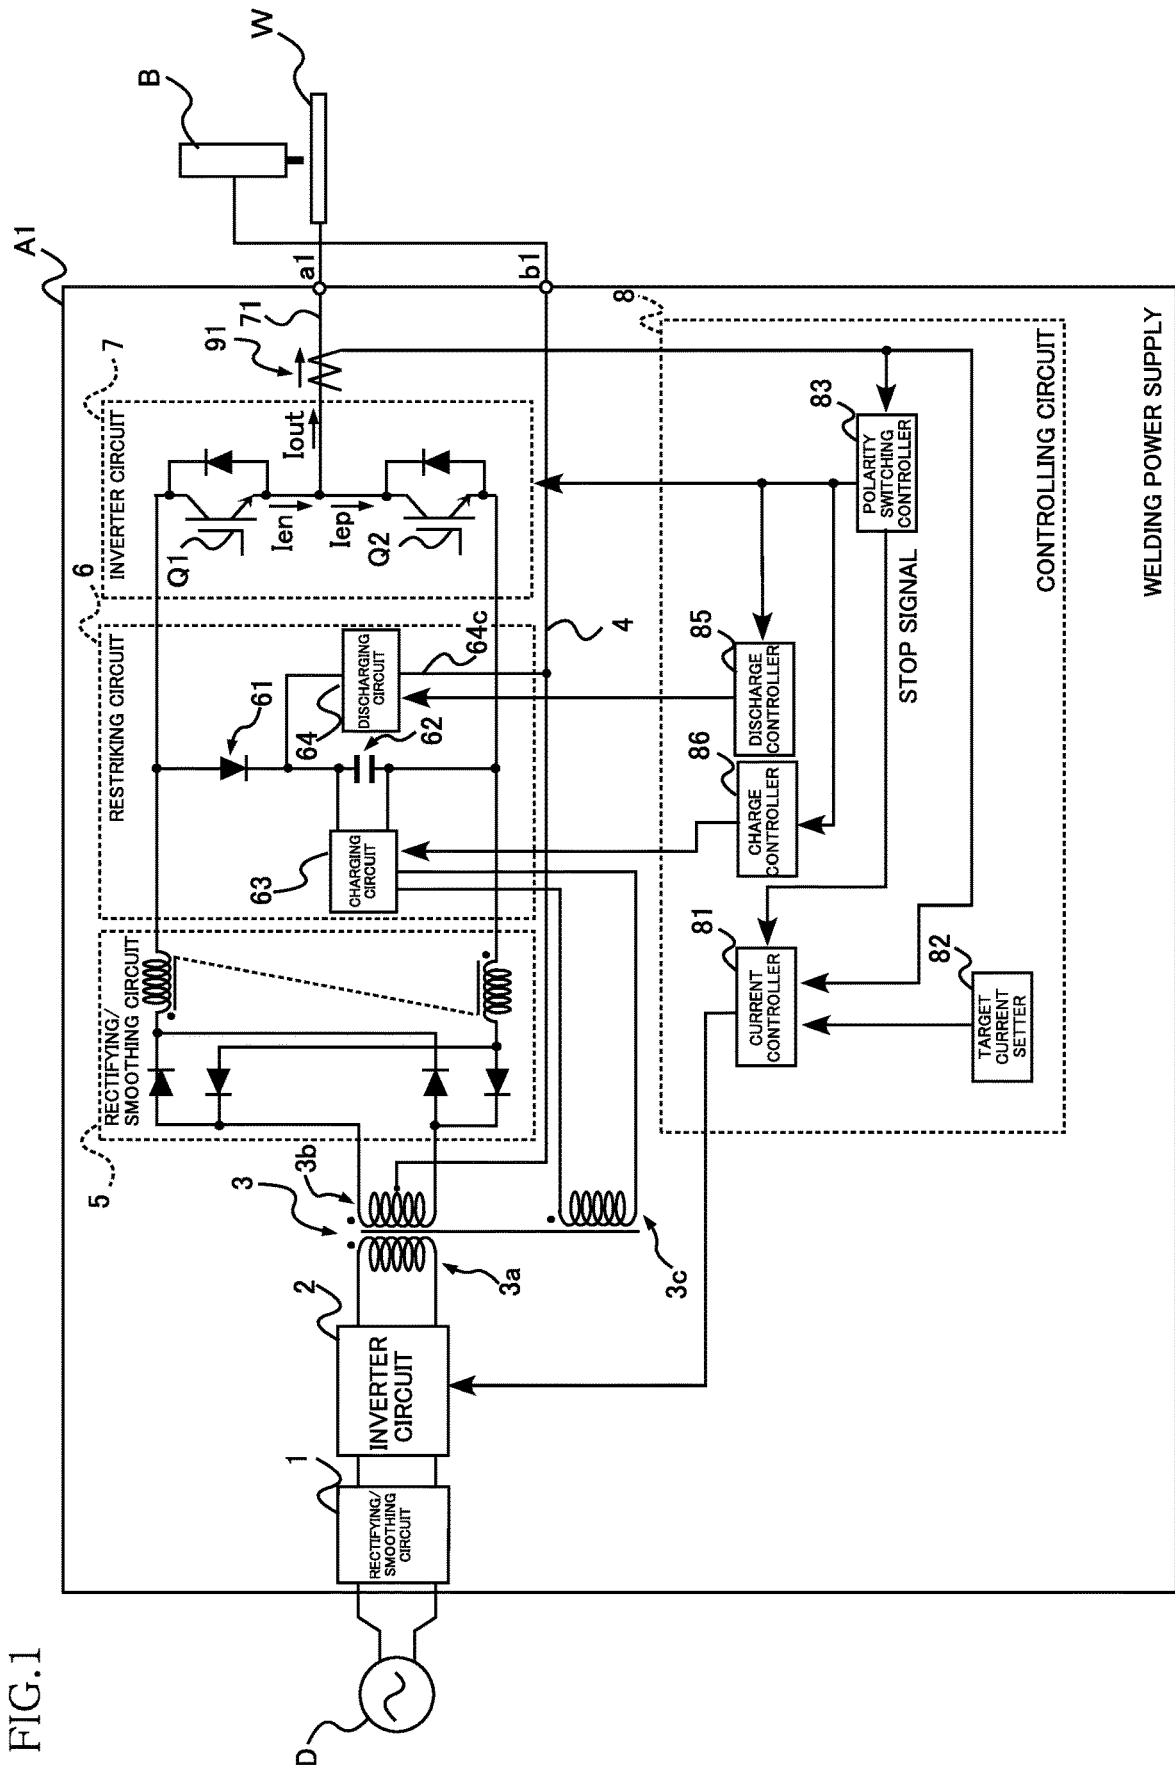 FIG.1
A1
B
W
D
1
RECTIFYING/
SMOOTHING
CIRCUIT
2
INVERTER
CIRCUIT
3
3a
3b
3c
5
RECTIFYING/
SMOOTHING CIRCUIT
6
RESTRIKING CIRCUIT
61
62
63
CHARGING
CIRCUIT
64
DISCHARGING
CIRCUIT
64c
4
7
INVERTER CIRCUIT
Q1
Q2
Ien
Iep
Iout
91
71
a1
b1
8
81
CURRENT
CONTROLLER
82
TARGET
CURRENT
SETTER
86
CHARGE
CONTROLLER
85
DISCHARGE
CONTROLLER
83
POLARITY
SWITCHING
CONTROLLER
STOP SIGNAL
CONTROLLING CIRCUIT
WELDING POWER SUPPLY